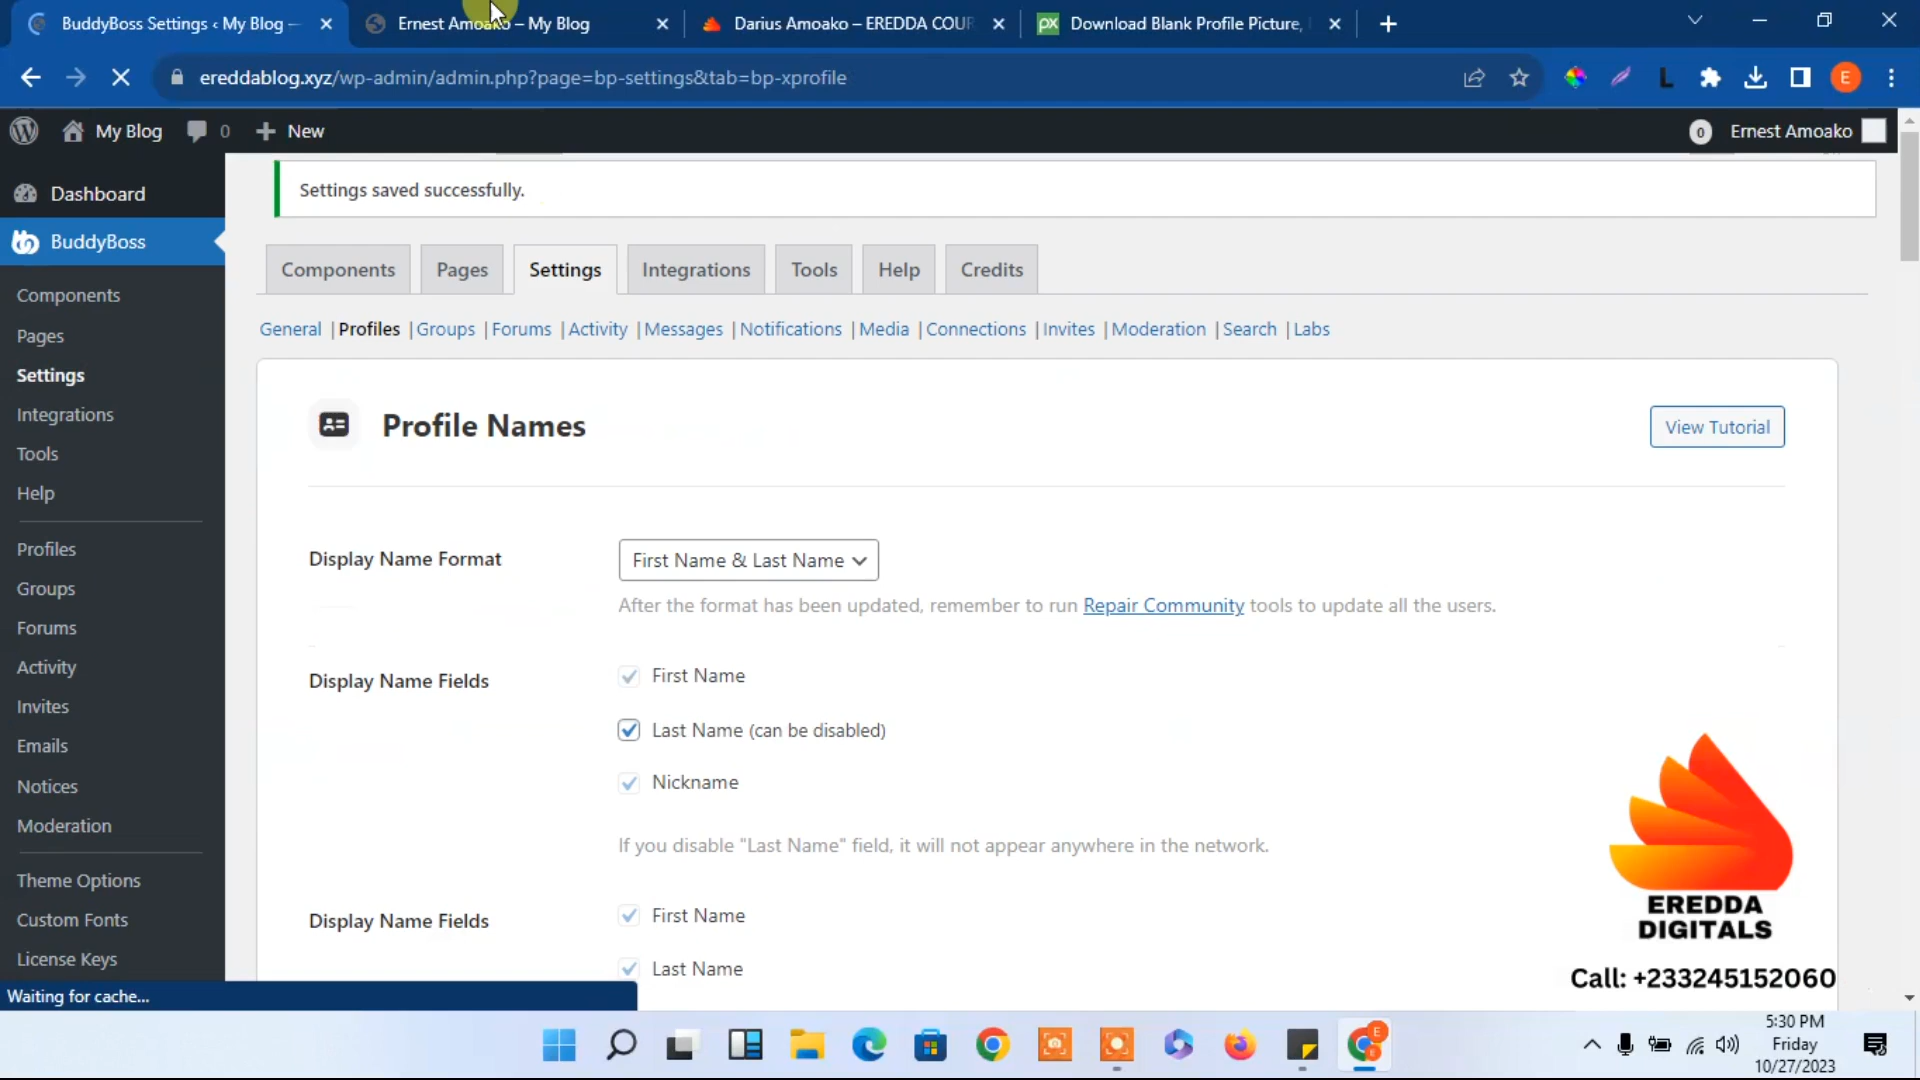 BuddyBoss Settings ‹ My Blog —
Ernest Amoako – My Blog
Darius Amoako – EREDDA COUR
px
Download Blank Profile Picture,
ereddablog.xyz/wp-admin/admin.php?page=bp-settings&tab=bp-xprofile
L
E
My Blog
0
New
0
Ernest Amoako
Dashboard
BuddyBoss
Components
Pages
Settings
Integrations
Tools
Help
Profiles
Groups
Forums
Activity
Invites
Emails
Notices
Moderation
Theme Options
Custom Fonts
License Keys
Waiting for cache...
Settings saved successfully.
Components
Pages
Settings
Integrations
Tools
Help
Credits
General | Profiles | Groups | Forums | Activity | Messages | Notifications | Media | Connections | Invites | Moderation | Search | Labs
Profile Names
View Tutorial
Display Name Format
First Name & Last Name
After the format has been updated, remember to run Repair Community tools to update all the users.
Display Name Fields
First Name
Last Name (can be disabled)
Nickname
If you disable "Last Name" field, it will not appear anywhere in the network.
Display Name Fields
First Name
Last Name
EREDDA
DIGITALS
Call: +233245152060
5:30 PM
Friday
10/27/2023